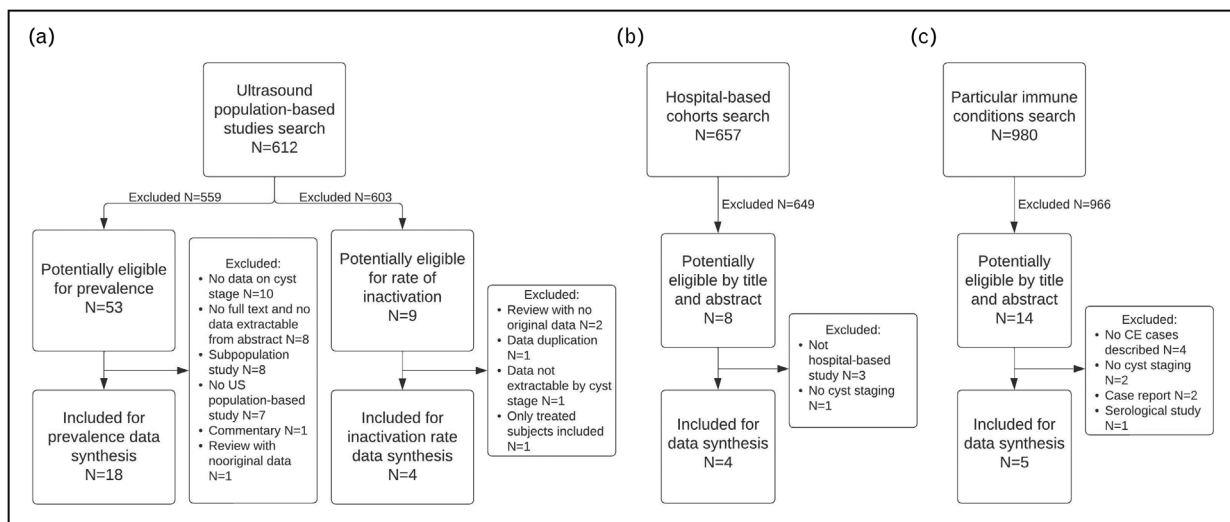 (a)
Ultrasound
population-based
studies search
N=612
Excluded N=559
Excluded N=603
Potentially eligible
for prevalence
N=53
Excluded:
• No data on cyst
stage N=10
• No full text and no
data extractable
from abstract N=8
• Subpopulation
study N=8
• No US
population-based
study N=7
• Commentary N=1
• Review with
nooriginal data
N=1
Included for
prevalence data
synthesis
N=18
Potentially eligible
for rate of
inactivation
N=9
Excluded:
• Review with no
original data N=2
• Data duplication
N=1
• Data not
extractable by cyst
stage N=1
• Only treated
subjects included
N=1
Included for
inactivation rate
data synthesis
N=4
(b)
Hospital-based
cohorts search
N=657
Excluded N=649
Potentially
eligible by title
and abstract
N=8
Excluded:
• Not
hospital-based
study N=3
• No cyst staging
N=1
Included for
data synthesis
N=4
(c)
Particular immune
conditions search
N=980
Excluded N=966
Potentially
eligible by title
and abstract
N=14
Excluded:
• No CE cases
described N=4
• No cyst staging
N=2
• Case report N=2
• Serological study
N=1
Included for
data synthesis
N=5